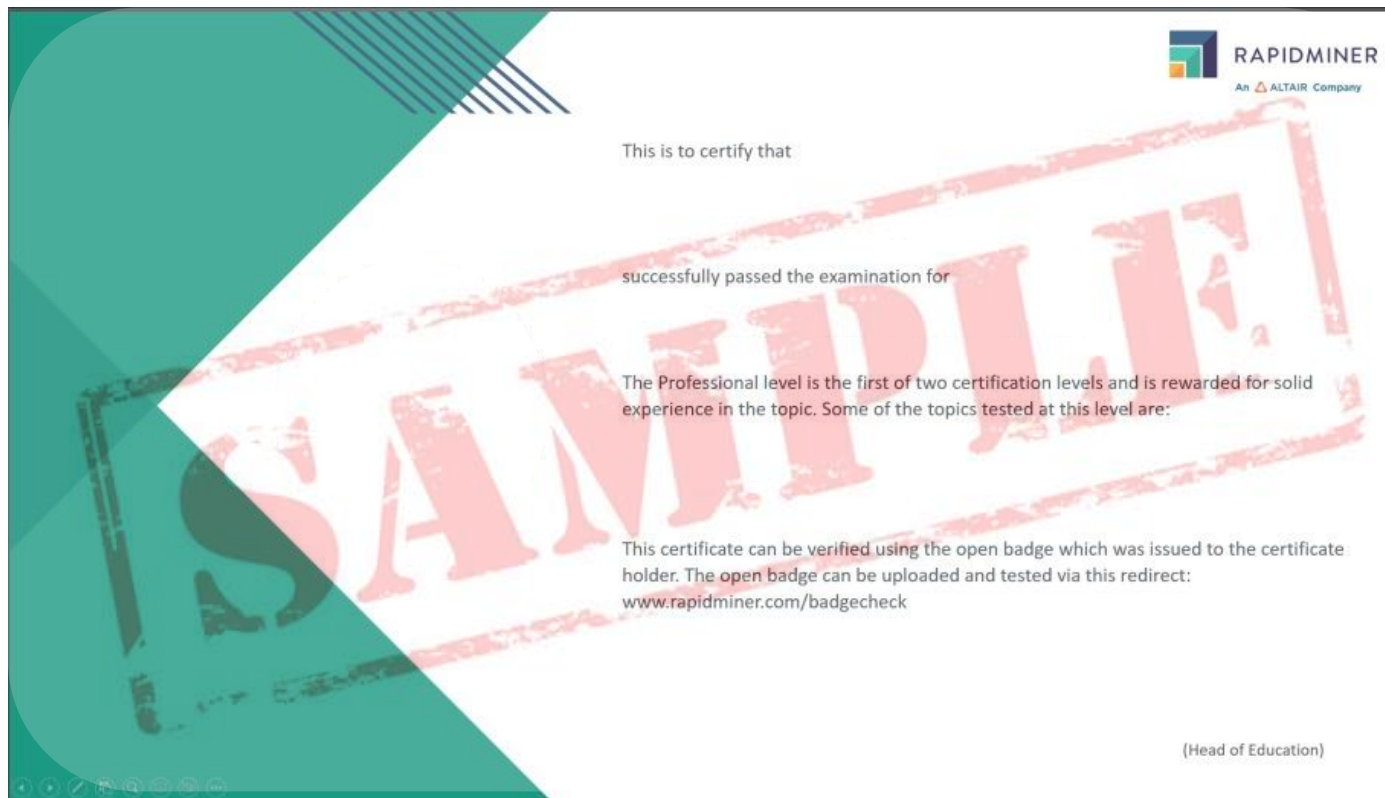 RAPIDMINER
An ALTAIR Company
This is to certify that
successfully passed the examination for
The Professional level is the first of two certification levels and is rewarded for solid
experience in the topic. Some of the topics tested at this level are:
SAMPLE
This certificate can be verified using the open badge which was issued to the certificate
holder. The open badge can be uploaded and tested via this redirect:
www.rapidminer.com/badgecheck
(Head of Education)